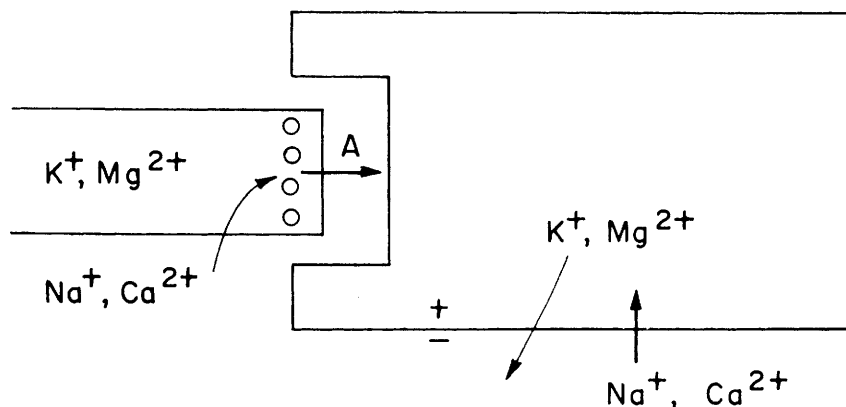 A
K⁺, Mg²⁺
Na⁺, Ca²⁺
K⁺, Mg²⁺
+
−
Na⁺, Ca²⁺